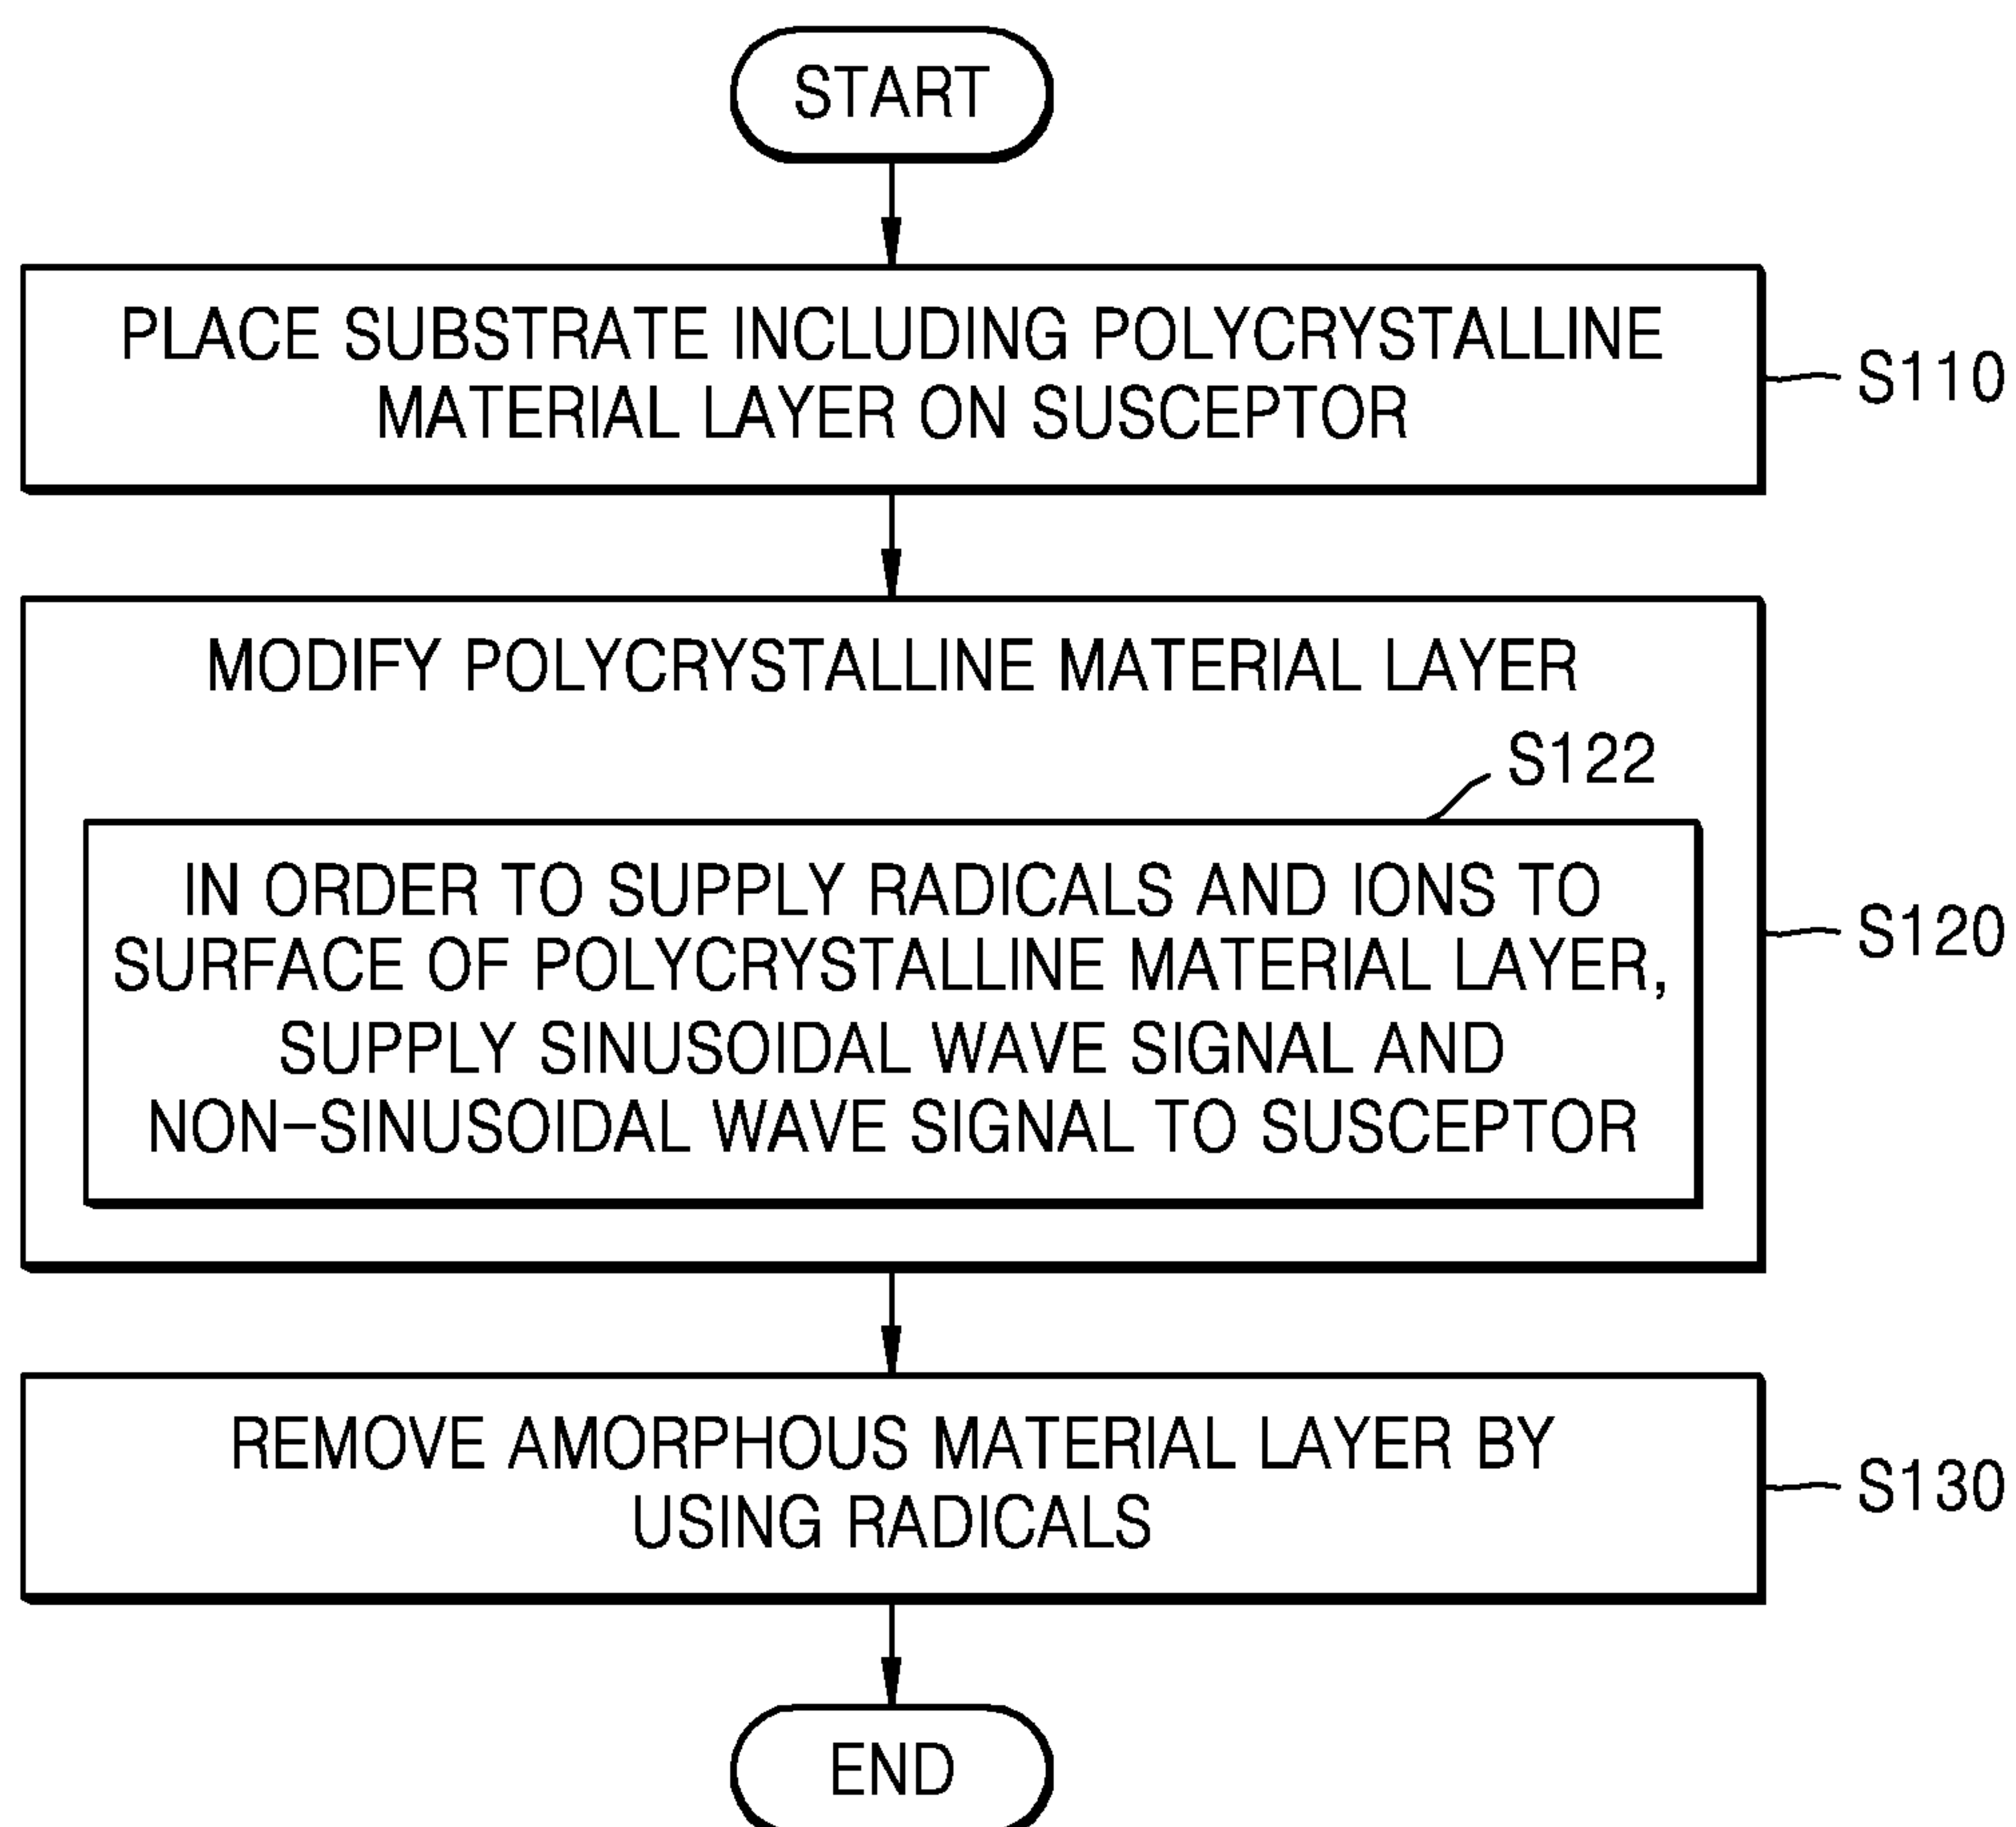 START
PLACE SUBSTRATE INCLUDING POLYCRYSTALLINE
MATERIAL LAYER ON SUSCEPTOR
S110
MODIFY POLYCRYSTALLINE MATERIAL LAYER
S122
IN ORDER TO SUPPLY RADICALS AND IONS TO
SURFACE OF POLYCRYSTALLINE MATERIAL LAYER,
SUPPLY SINUSOIDAL WAVE SIGNAL AND
NON-SINUSOIDAL WAVE SIGNAL TO SUSCEPTOR
S120
REMOVE AMORPHOUS MATERIAL LAYER BY
USING RADICALS
S130
END